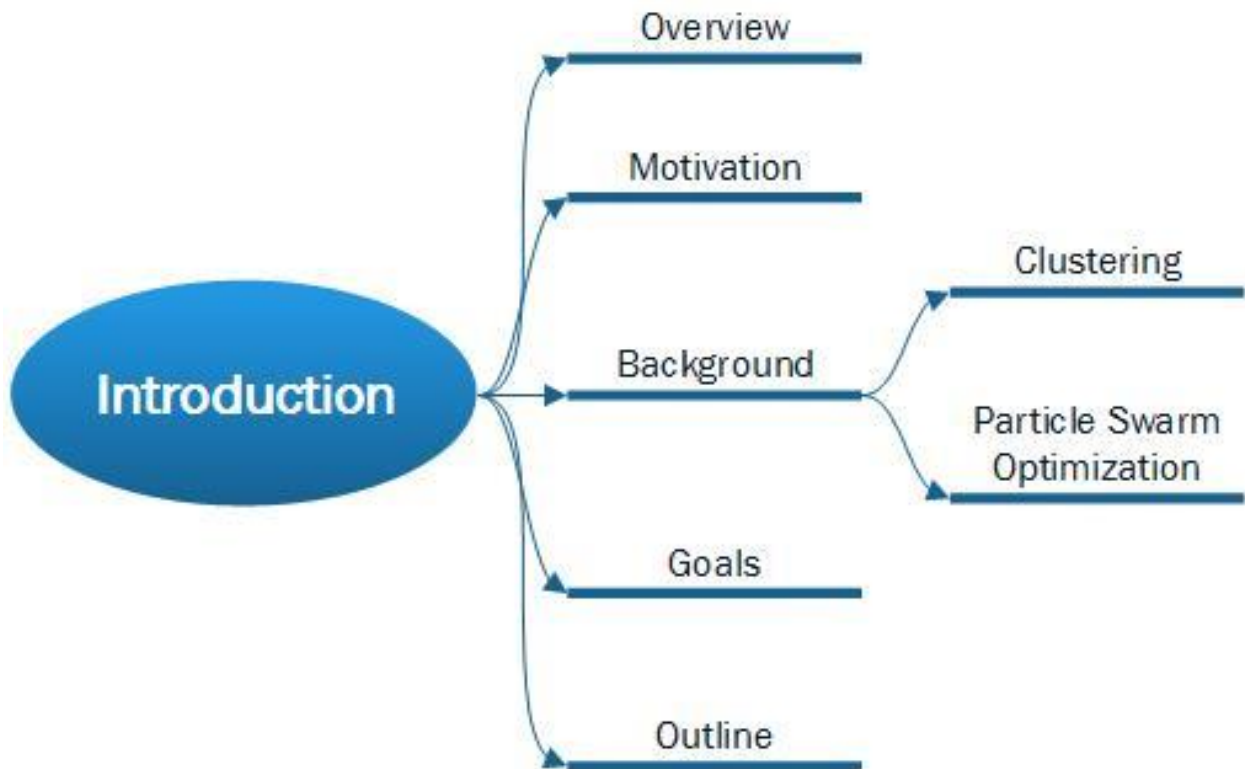 Introduction
Overview
Motivation
Background
Clustering
Particle Swarm
Optimization
Goals
Outline